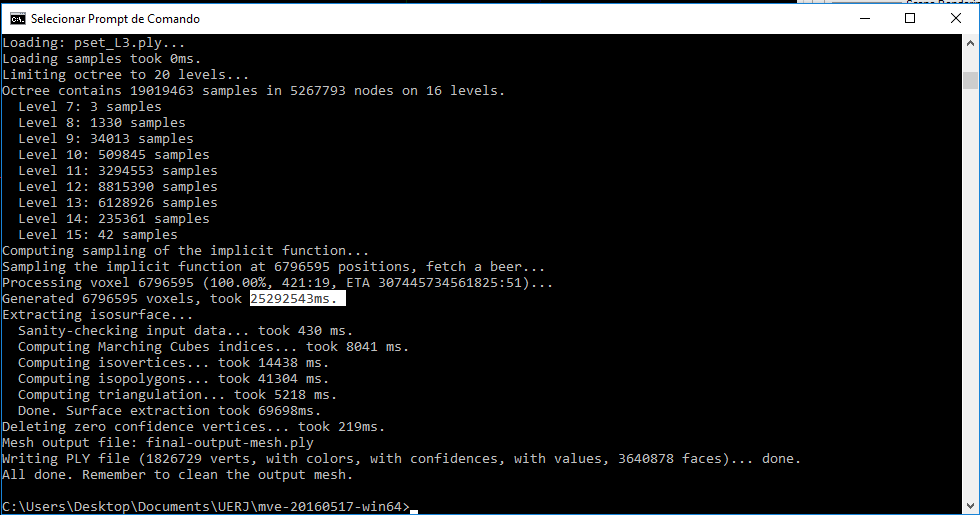 Selecionar Prompt de Comando
Loading: pset_L3.ply...
Loading samples took 0ms.
Limiting octree to 20 levels...
Octree contains 19019463 samples in 5267793 nodes on 16 levels.
  Level 7: 3 samples
  Level 8: 1330 samples
  Level 9: 34013 samples
  Level 10: 509845 samples
  Level 11: 3294553 samples
  Level 12: 8815390 samples
  Level 13: 6128926 samples
  Level 14: 235361 samples
  Level 15: 42 samples
Computing sampling of the implicit function...
Sampling the implicit function at 6796595 positions, fetch a beer...
Processing voxel 6796595 (100.00%, 421:19, ETA 307445734561825:51)...
Generated 6796595 voxels, took 25292543ms.
Extracting isosurface...
  Sanity-checking input data... took 430 ms.
  Computing Marching Cubes indices... took 8041 ms.
  Computing isovertices... took 14438 ms.
  Computing isopolygons... took 41304 ms.
  Computing triangulation... took 5218 ms.
  Done. Surface extraction took 69698ms.
Deleting zero confidence vertices... took 219ms.
Mesh output file: final-output-mesh.ply
Writing PLY file (1826729 verts, with colors, with confidences, with values, 3640878 faces)... done.
All done. Remember to clean the output mesh.
C:\Users\Desktop\Documents\UERJ\mve-20160517-win64>